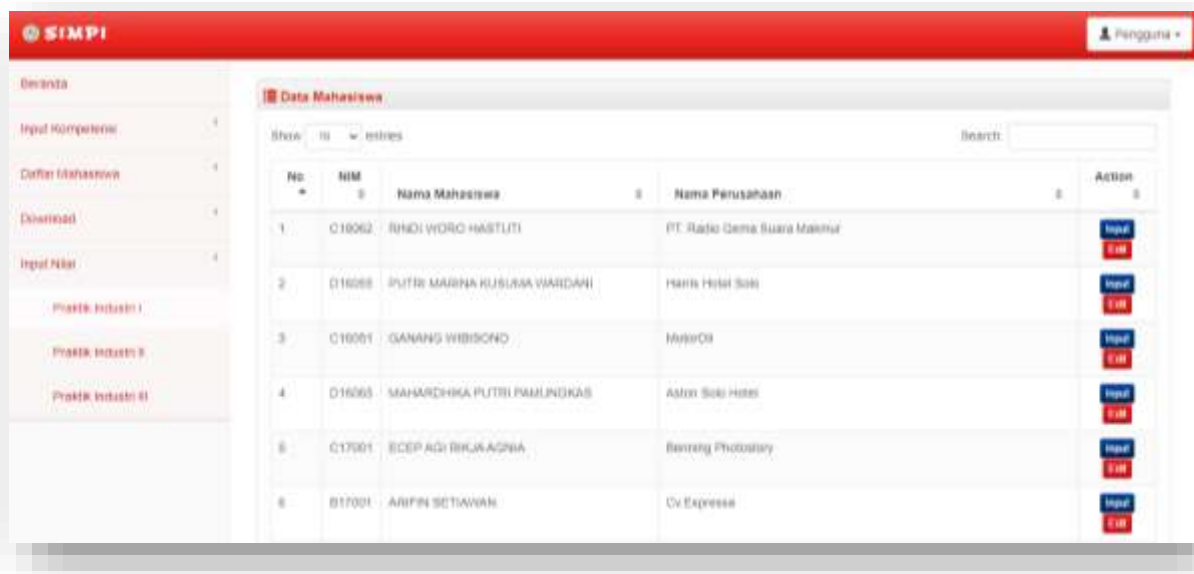 SIMPI
Pengguna
Beranda
Input Kompetensi
Daftar Mahasiswa
Download
Input Nilai
Praktik Industri I
Praktik Industri II
Praktik Industri III
Data Mahasiswa
Show 10 entries
Search:
No NIM Nama Mahasiswa Nama Perusahaan Action
1 RINDI WORO HASTUTI PT. Radio Gema Suara Makmur Input
Edit
2 PUTRI MARINA KUSUMA WARDANI Harris Hotel Solo Input
Edit
3 GANANG WIBISONO Input
Edit
4 MAHARDHIKA PUTRI PAMUNGKAS Aston Solo Hotel Input
Edit
5 C17001 ECEP AGI Benning Photostory Input
Edit
6 B17001 ARIFIN SETIAWAN Cv.Expresse Input
Edit